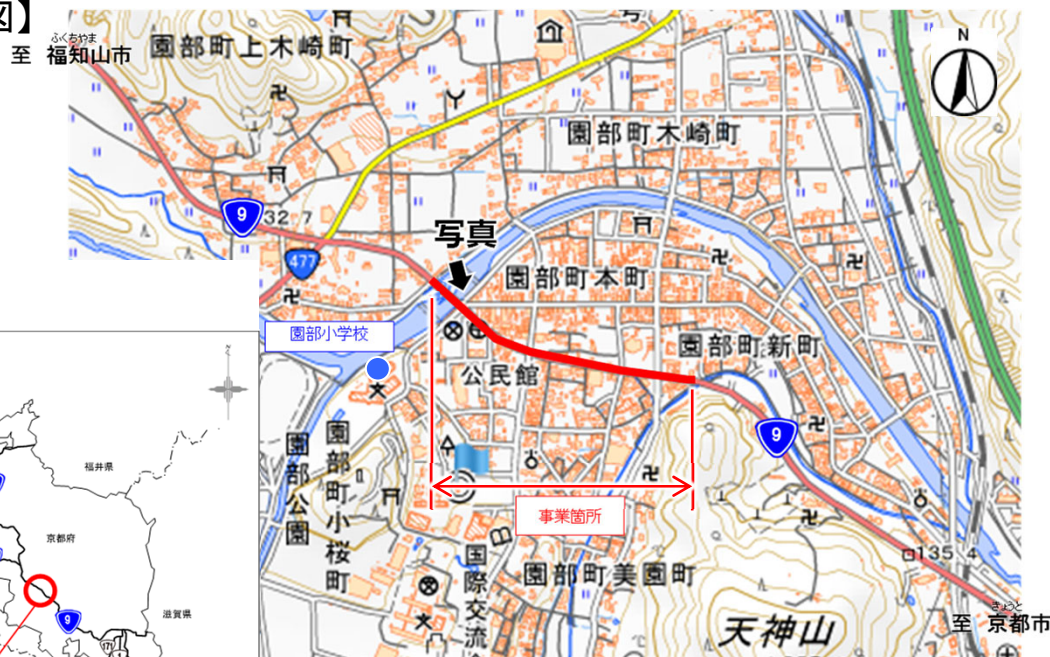 図】
ふくちやま
至 福知山市
園部町上木崎町
N
園部町木崎町
9
32 7
写真
477
園部町本町
園部小学校
園部町新町
公民館
9
園部公園
園部町小桜町
事業箇所
国際交流会
園部町美園町
135 4
天神山
きょうと
至 京都市
福井県
京都府
滋賀県
9